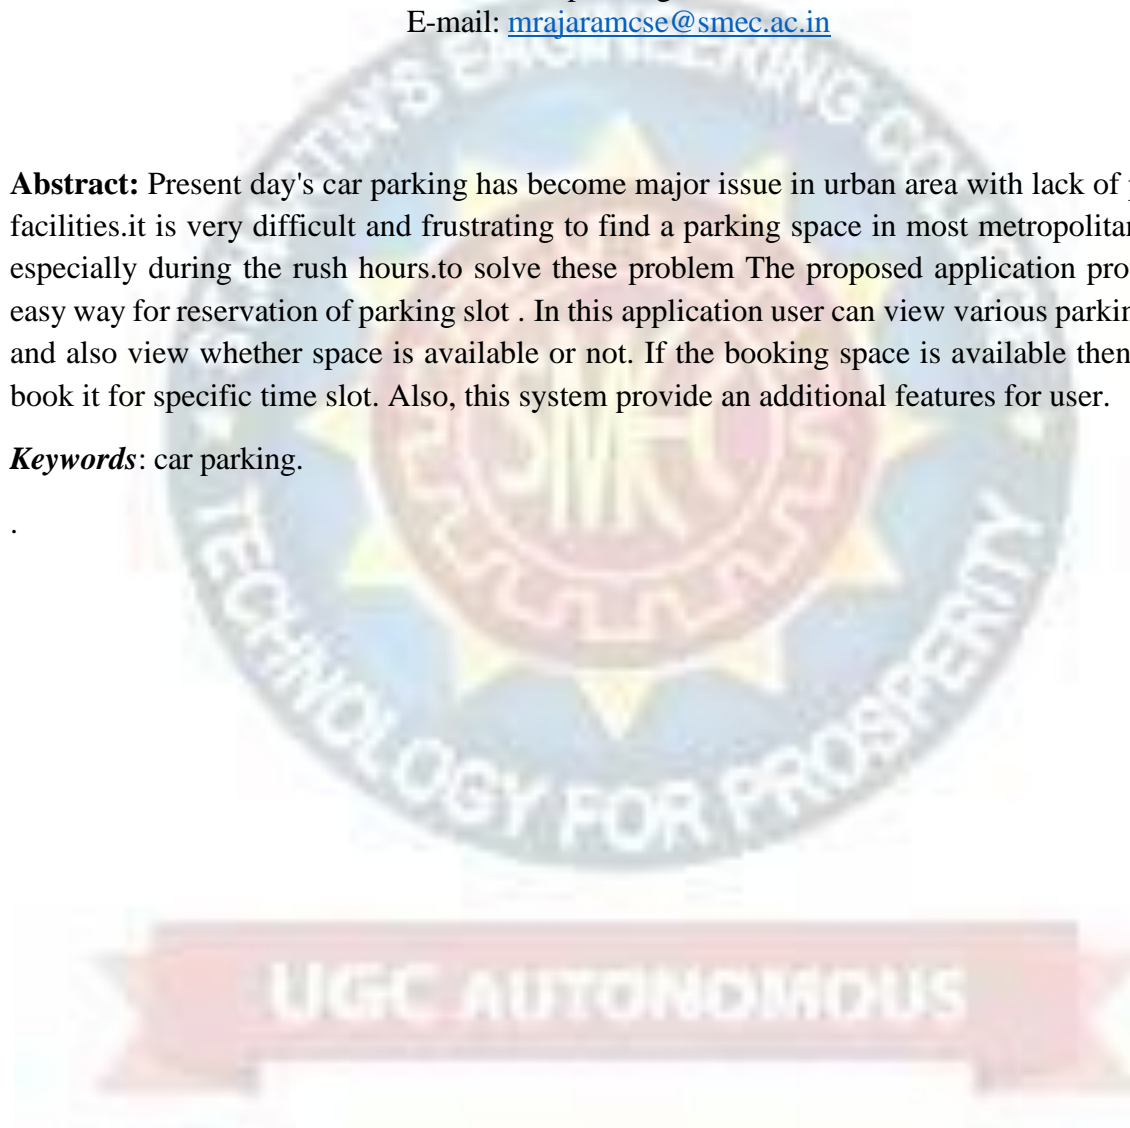 E-mail: mrajaramcse@smec.ac.in
Abstract: Present day's car parking has become major issue in urban area with lack of
facilities.it is very difficult and frustrating to find a parking space in most metropolitan
especially during the rush hours.to solve these problem The proposed application
easy way for reservation of parking slot . In this application user can view various
and also view whether space is available or not. If the booking space is available then
book it for specific time slot. Also, this system provide an additional features for user.
Keywords: car parking.
.
ENGINEERING
SMEC
TECHNOLOGY FOR PROSPERITY
UGC AUTONOMOUS